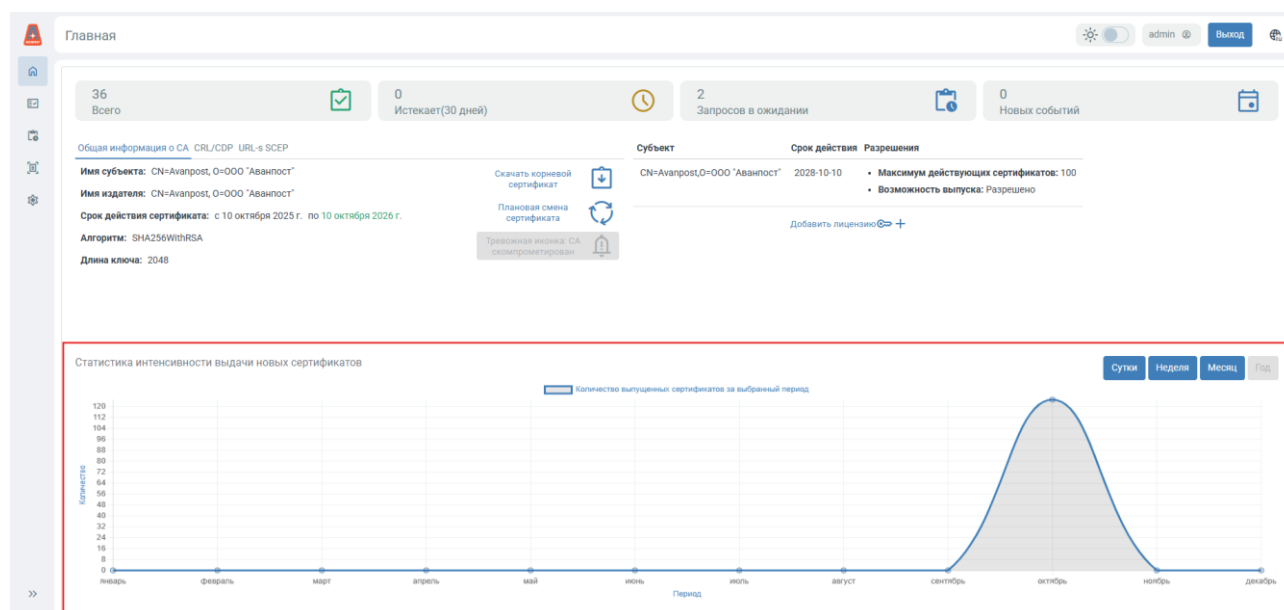 Главная
admin
Выход
36
Всего
0
Истекает(30 дней)
2
Запросов в ожидании
0
Новых событий
Общая информация о СА CRL/CDP URL-s SCEP
Имя субъекта: CN=Avanpost, O=ООО "Аванпост"
Имя издателя: CN=Avanpost, O=ООО "Аванпост"
Срок действия сертификата: с 10 октября 2025 г. по 10 октября 2026 г.
Алгоритм: SHA256WithRSA
Длина ключа: 2048
Скачать корневой
сертификат
Плановая смена
сертификата
Тревожная иконка: СА
скомпрометирован
Субъект Срок действия Разрешения
CN=Avanpost,O=ООО "Аванпост" 2028-10-10
• Максимум действующих сертификатов: 100
• Возможность выпуска: Разрешено
Добавить лицензию
Статистика интенсивности выдачи новых сертификатов
Сутки Неделя Месяц Год
Количество выпущенных сертификатов за выбранный период
Количество
120
112
104
96
88
80
72
64
56
48
40
32
24
16
8
0
январь февраль март апрель май июнь июль август сентябрь октябрь ноябрь декабрь
Период